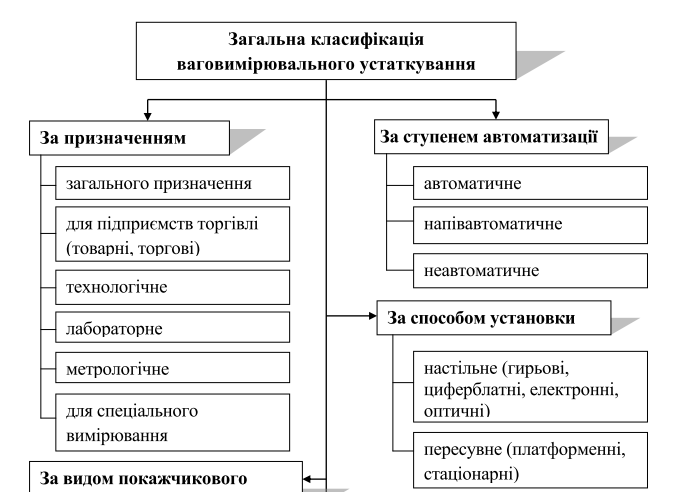 Загальна класифікація
ваговимірювального устаткування
За призначенням
загального призначення
для підприємств торгівлі
(товарні, торгові)
технологічне
лабораторне
метрологічне
для спеціального
вимірювання
За видом покажчикового
За ступенем автоматизації
автоматичне
напівавтоматичне
неавтоматичне
За способом установки
настільне (гирьові,
циферблатні, електронні,
оптичні)
пересувне (платформенні,
стаціонарні)